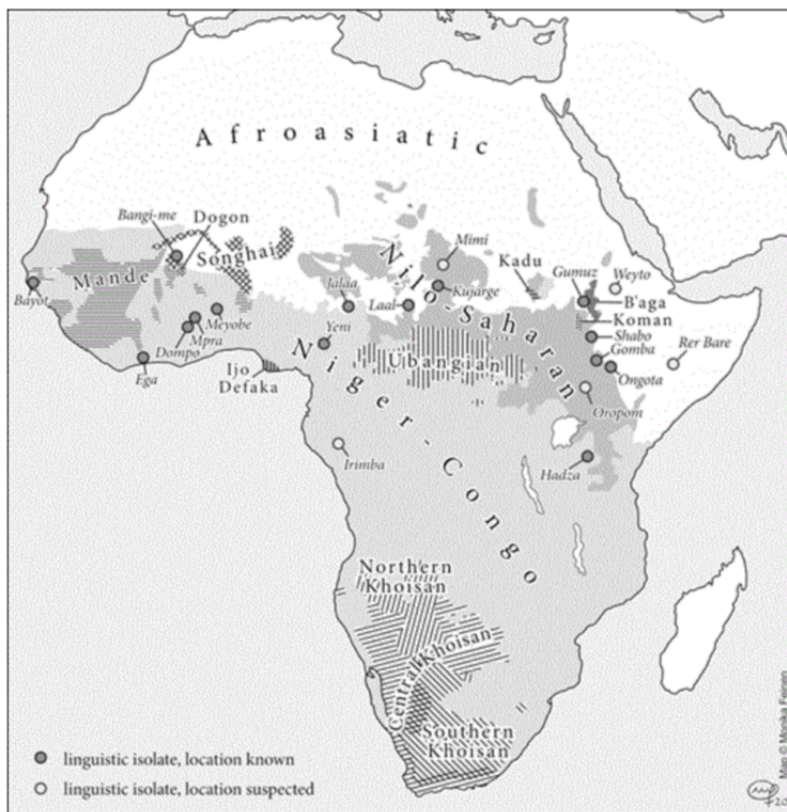 Afroasiatic
Bangi-me
Dogon
Songhai
Mande
Bayot
Mimi
Nilo-Saharan
Kadu
Gumuz
Weyto
B'aga
Koman
Shabo
Gomba
Rer Bare
Ongota
Oropom
Jalaa
Laal
Kujarge
Yeni
Meyobe
Mpra
Dompo
Ega
Ijo
Defaka
Ubangian
Niger-Congo
Irimba
Hadza
Northern
Khoisan
Central Khoisan
Southern
Khoisan
linguistic isolate, location known
linguistic isolate, location suspected
Map © Monika Feinen